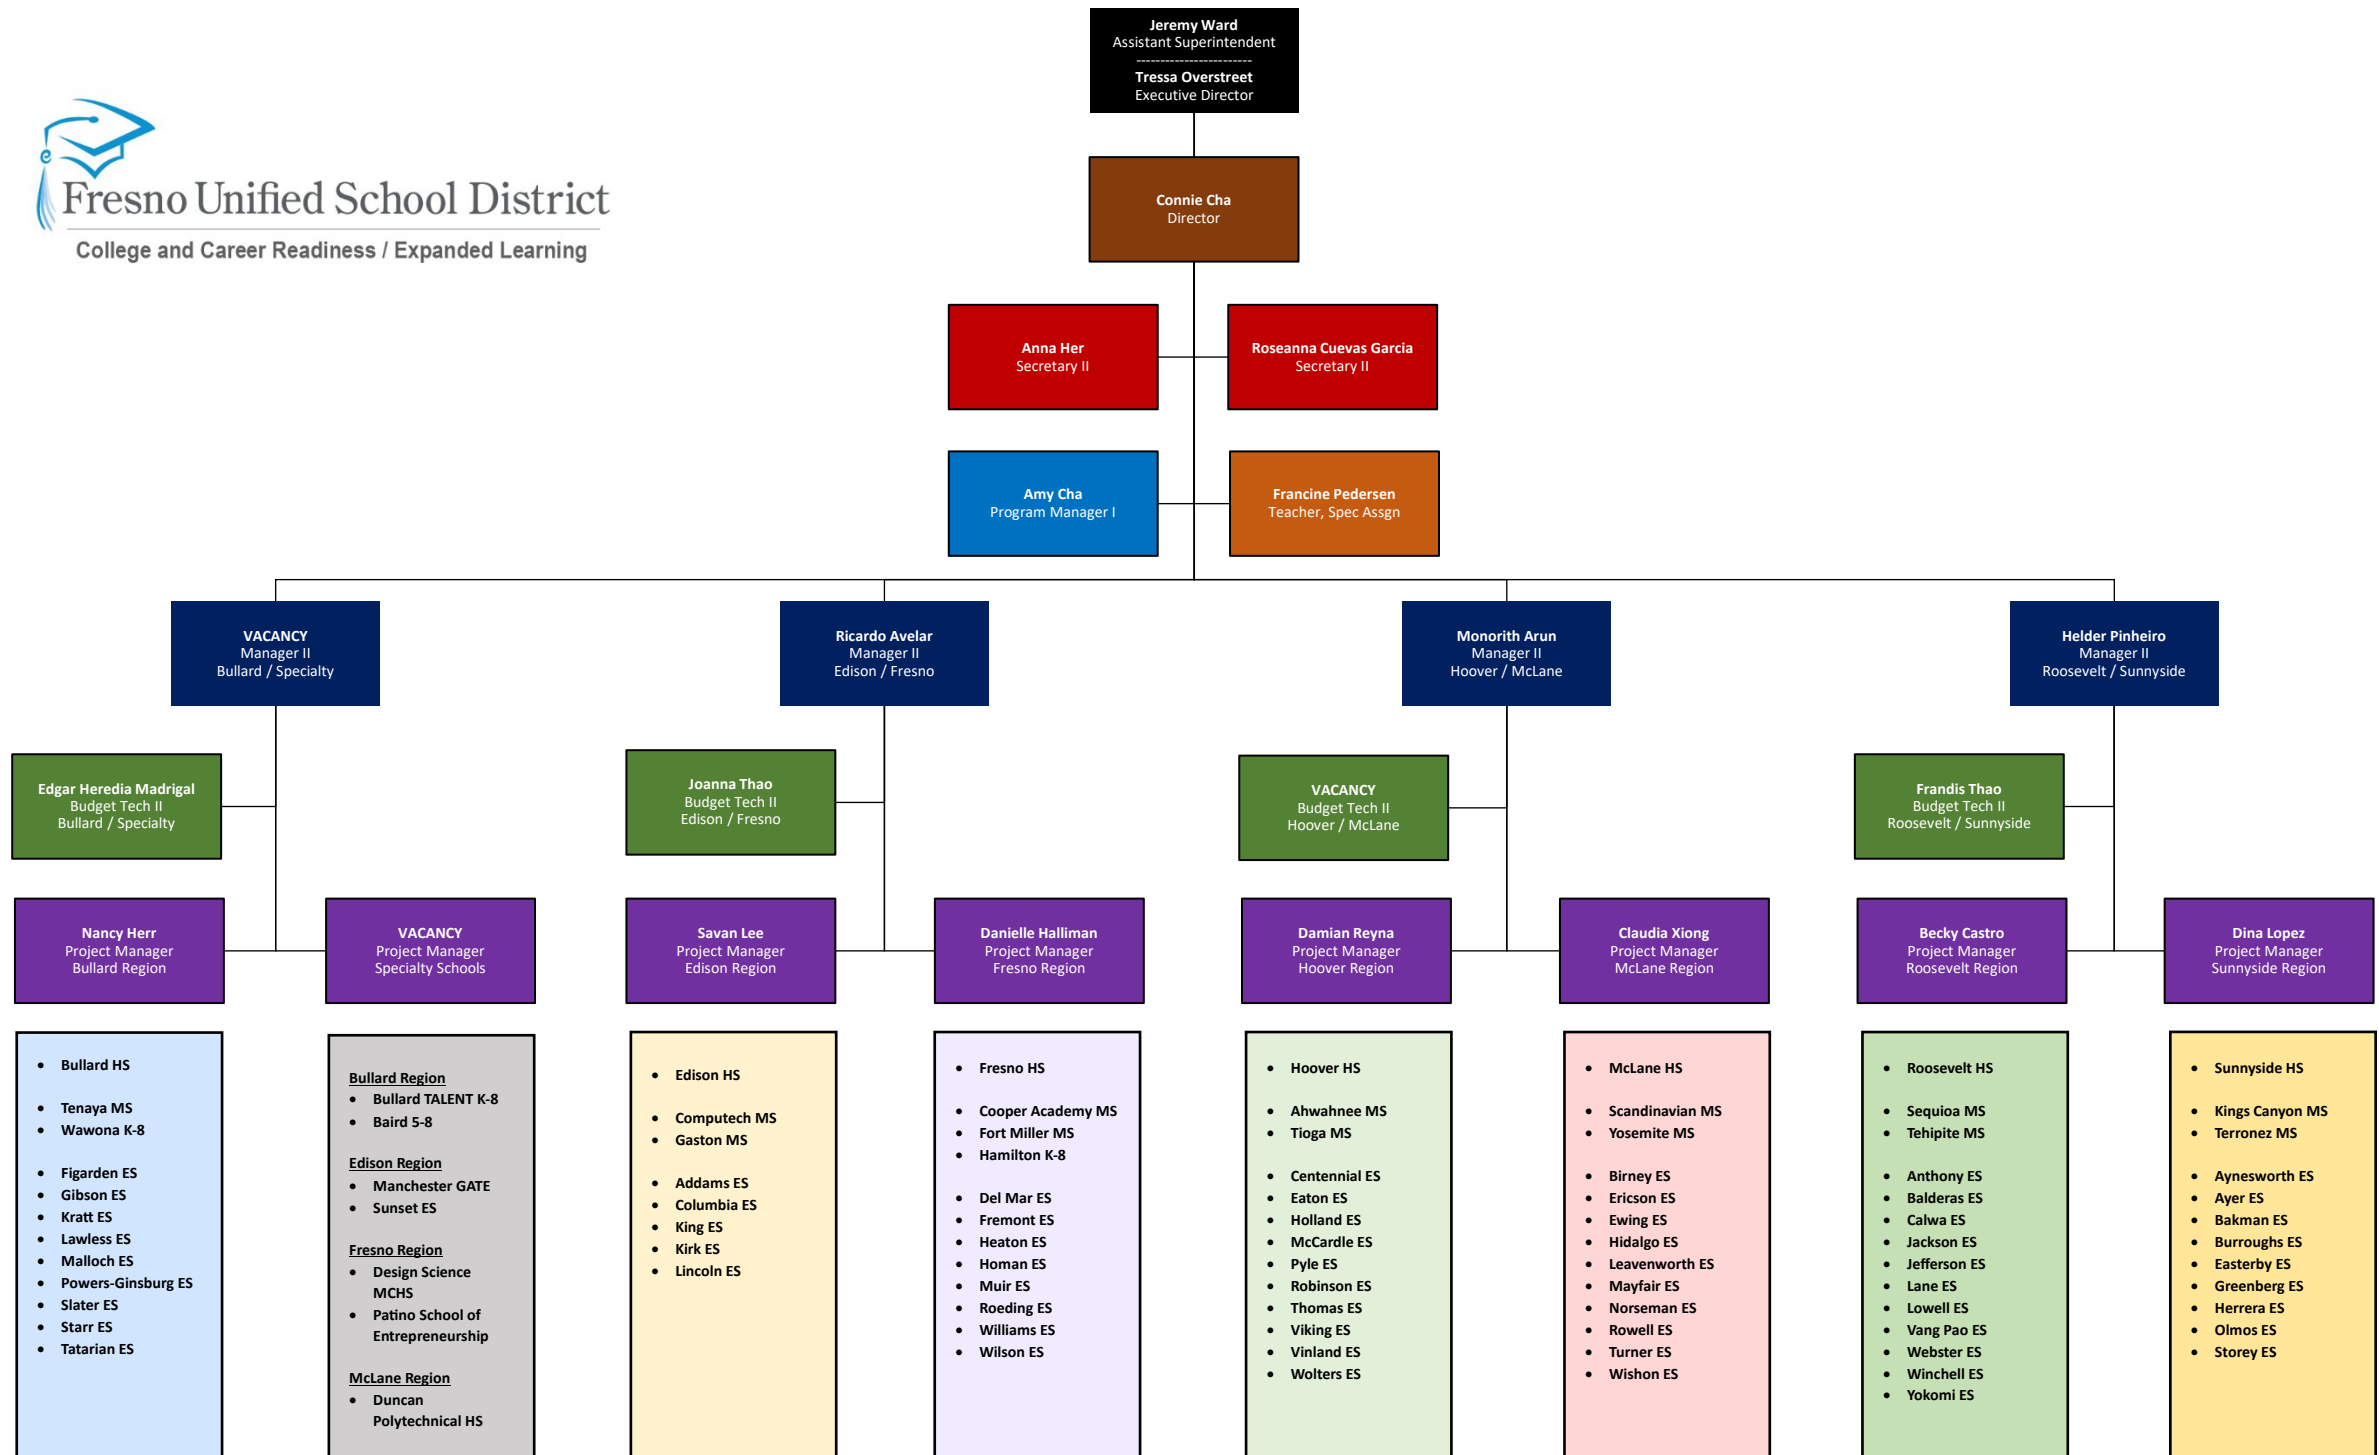 Jeremy Ward
Assistant Superintendent
------------------------
Tressa Overstreet
Executive Director
Fresno Unified School District
College and Career Readiness / Expanded Learning
Connie Cha
Director
Anna Her
Secretary II
Roseanna Cuevas Garcia
Secretary II
Amy Cha
Program Manager I
Francine Pedersen
Teacher, Spec Assgn
VACANCY
Manager II
Bullard / Specialty
Ricardo Avelar
Manager II
Edison / Fresno
Monorith Arun
Manager II
Hoover / McLane
Helder Pinheiro
Manager II
Roosevelt / Sunnyside
Edgar Heredia Madrigal
Budget Tech II
Bullard / Specialty
Joanna Thao
Budget Tech II
Edison / Fresno
VACANCY
Budget Tech II
Hoover / McLane
Frandis Thao
Budget Tech II
Roosevelt / Sunnyside
Nancy Herr
Project Manager
Bullard Region
VACANCY
Project Manager
Specialty Schools
Savan Lee
Project Manager
Edison Region
Danielle Halliman
Project Manager
Fresno Region
Damian Reyna
Project Manager
Hoover Region
Claudia Xiong
Project Manager
McLane Region
Becky Castro
Project Manager
Roosevelt Region
Dina Lopez
Project Manager
Sunnyside Region
• Bullard HS
• Tenaya MS
• Wawona K-8
• Figarden ES
• Gibson ES
• Kratt ES
• Lawless ES
• Malloch ES
• Powers-Ginsburg ES
• Slater ES
• Starr ES
• Tatarian ES
Bullard Region
• Bullard TALENT K-8
• Baird 5-8
Edison Region
• Manchester GATE
• Sunset ES
Fresno Region
• Design Science
MCHS
• Patino School of
Entrepreneurship
McLane Region
• Duncan
Polytechnical HS
• Edison HS
• Computech MS
• Gaston MS
• Addams ES
• Columbia ES
• King ES
• Kirk ES
• Lincoln ES
• Fresno HS
• Cooper Academy MS
• Fort Miller MS
• Hamilton K-8
• Del Mar ES
• Fremont ES
• Heaton ES
• Homan ES
• Muir ES
• Roeding ES
• Williams ES
• Wilson ES
• Hoover HS
• Ahwahnee MS
• Tioga MS
• Centennial ES
• Eaton ES
• Holland ES
• McCardle ES
• Pyle ES
• Robinson ES
• Thomas ES
• Viking ES
• Vinland ES
• Wolters ES
• McLane HS
• Scandinavian MS
• Yosemite MS
• Birney ES
• Ericson ES
• Ewing ES
• Hidalgo ES
• Leavenworth ES
• Mayfair ES
• Norseman ES
• Rowell ES
• Turner ES
• Wishon ES
• Roosevelt HS
• Sequioa MS
• Tehipite MS
• Anthony ES
• Balderas ES
• Calwa ES
• Jackson ES
• Jefferson ES
• Lane ES
• Lowell ES
• Vang Pao ES
• Webster ES
• Winchell ES
• Yokomi ES
• Sunnyside HS
• Kings Canyon MS
• Terronez MS
• Aynesworth ES
• Ayer ES
• Bakman ES
• Burroughs ES
• Easterby ES
• Greenberg ES
• Herrera ES
• Olmos ES
• Storey ES